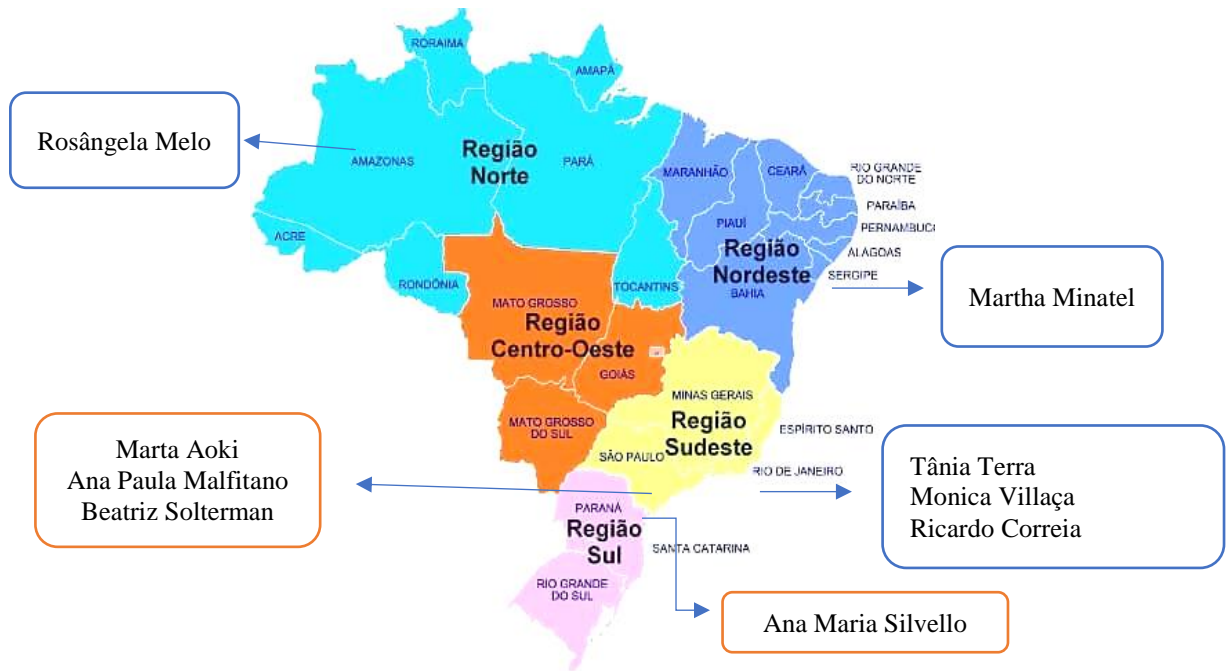 RORAIMA
AMAPÁ
Rosângela Melo
AMAZONAS
Região
Norte
PARÁ
MARANHÃO
CEARÁ
RIO GRANDE
DO NORTE
PARAÍBA
PIAUÍ
PERNAMBUC
ACRE
Região
Nordeste
ALAGOAS
SERGIPE
RONDÔNIA
TOCANTINS
BAHIA
Martha Minatel
MATO GROSSO
Região
Centro-Oeste
GOIÁS
MINAS GERAIS
MATO GROSSO
DO SUL
Região
Sudeste
ESPÍRITO SANTO
SÃO PAULO
RIO DE JANEIRO
Marta Aoki
Ana Paula Malfitano
Beatriz Solterman
Tânia Terra
Monica Villaça
Ricardo Correia
PARANÁ
Região
Sul
SANTA CATARINA
RIO GRANDE
DO SUL
Ana Maria Silvello